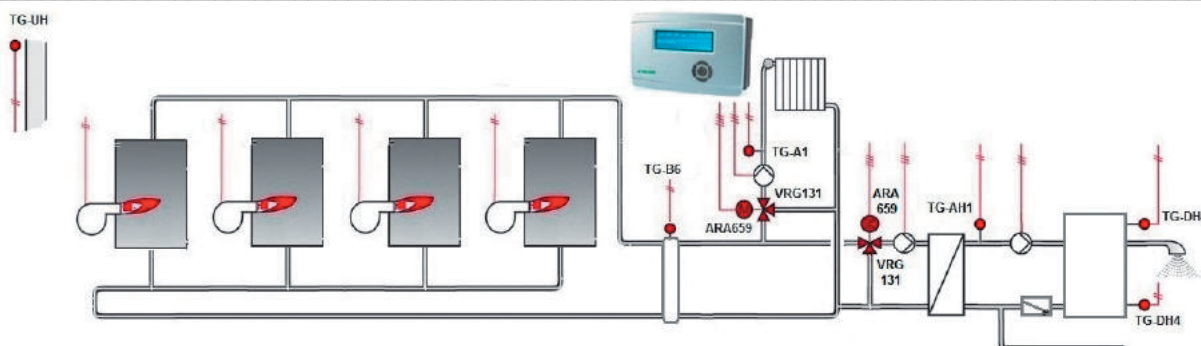 TG-UH
TG-B6
TG-A1
VRG131
ARA659
ARA
659
VRG
131
TG-AH1
TG-DH
TG-DH4